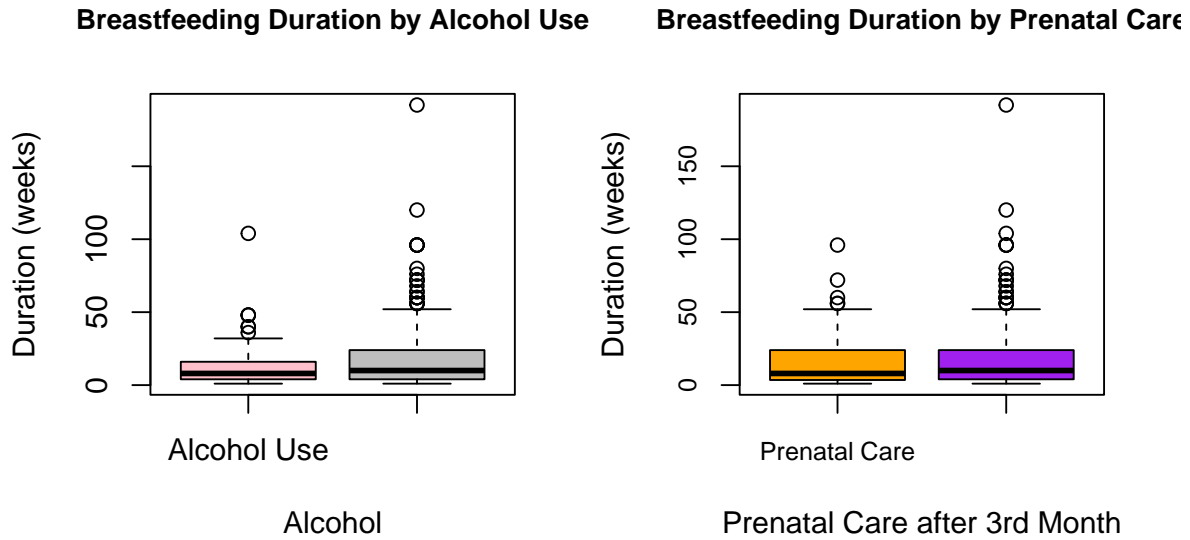 Breastfeeding Duration by Alcohol Use
Duration (weeks)
100
50
0
Alcohol Use
Alcohol
Breastfeeding Duration by Prenatal Care
Duration (weeks)
150
100
50
0
Prenatal Care
Prenatal Care after 3rd Month